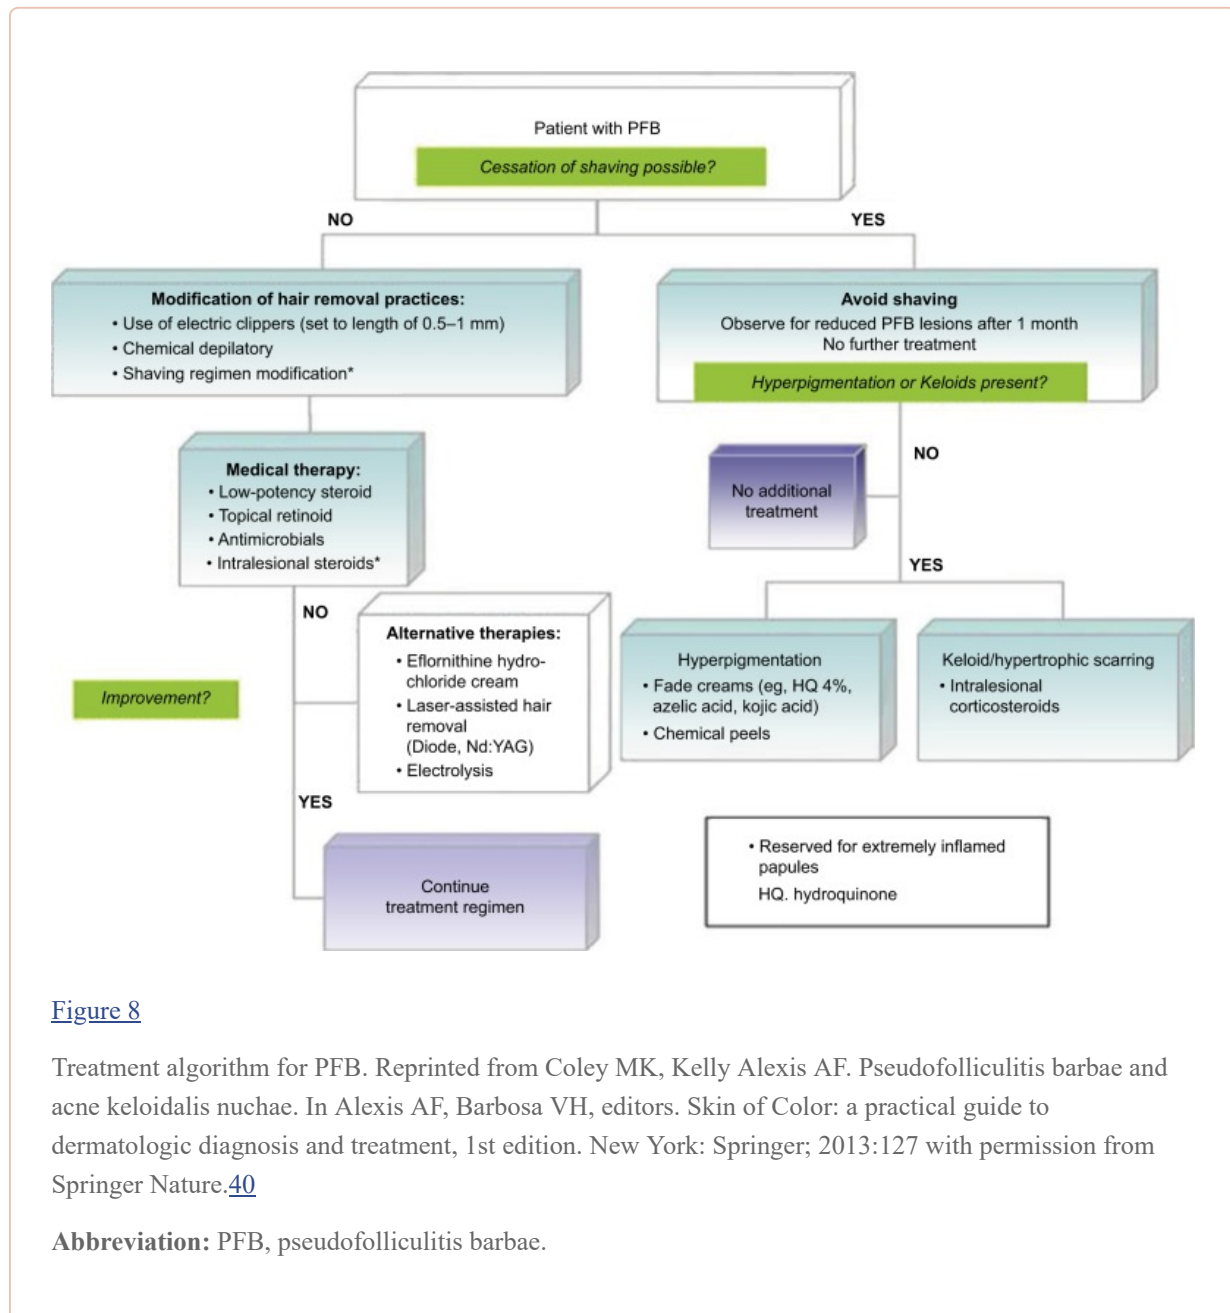 Patient with PFB
Cessation of shaving possible?
NO
YES
Modification of hair removal practices:
• Use of electric clippers (set to length of 0.5–1 mm)
• Chemical depilatory
• Shaving regimen modification*
Avoid shaving
Observe for reduced PFB lesions after 1 month
No further treatment
Hyperpigmentation or Keloids present?
Medical therapy:
• Low-potency steroid
• Topical retinoid
• Antimicrobials
• Intralesional steroids*
NO
No additional
treatment
YES
NO
Alternative therapies:
• Eflornithine hydro-
chloride cream
• Laser-assisted hair
removal
(Diode, Nd:YAG)
• Electrolysis
Improvement?
Hyperpigmentation
• Fade creams (eg, HQ 4%,
azelic acid, kojic acid)
• Chemical peels
Keloid/hypertrophic scarring
• Intralesional
corticosteroids
YES
Continue
treatment regimen
• Reserved for extremely inflamed
papules
HQ. hydroquinone
Figure 8
Treatment algorithm for PFB. Reprinted from Coley MK, Kelly Alexis AF. Pseudofolliculitis barbae and
acne keloidalis nuchae. In Alexis AF, Barbosa VH, editors. Skin of Color: a practical guide to
dermatologic diagnosis and treatment, 1st edition. New York: Springer; 2013:127 with permission from
Springer Nature.40
Abbreviation: PFB, pseudofolliculitis barbae.